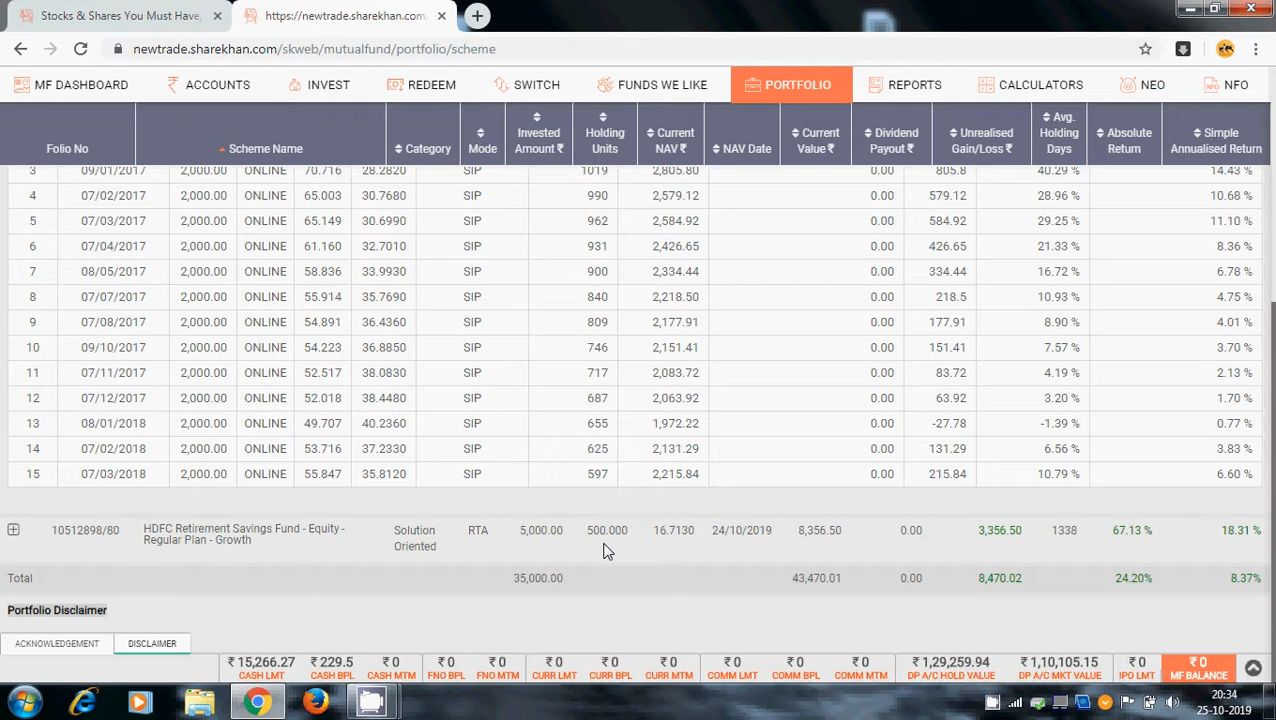 Stocks & Shares You Must Have,
https://newtrade.sharekhan.com/
newtrade.sharekhan.com/skweb/mutualfund/portfolio/scheme
MF DASHBOARD ACCOUNTS INVEST REDEEM SWITCH FUNDS WE LIKE PORTFOLIO REPORTS CALCULATORS NEO NFO
Folio No Scheme Name Category Mode Invested Amount ₹ Holding Units Current NAV ₹ NAV Date Current Value ₹ Dividend Payout ₹ Unrealised Gain/Loss ₹ Avg. Holding Days Absolute Return Simple Annualised Return
3 09/01/2017 2,000.00 ONLINE 70.716 28.2820 SIP 1019 2,805.80 0.00 805.8 40.29 % 14.43 %
4 07/02/2017 2,000.00 ONLINE 65.003 30.7680 SIP 990 2,579.12 0.00 579.12 28.96 % 10.68 %
5 07/03/2017 2,000.00 ONLINE 65.149 30.6990 SIP 962 2,584.92 0.00 584.92 29.25 % 11.10 %
6 07/04/2017 2,000.00 ONLINE 61.160 32.7010 SIP 931 2,426.65 0.00 426.65 21.33 % 8.36 %
7 08/05/2017 2,000.00 ONLINE 58.836 33.9930 SIP 900 2,334.44 0.00 334.44 16.72 % 6.78 %
8 07/07/2017 2,000.00 ONLINE 55.914 35.7690 SIP 840 2,218.50 0.00 218.5 10.93 % 4.75 %
9 07/08/2017 2,000.00 ONLINE 54.891 36.4360 SIP 809 2,177.91 0.00 177.91 8.90 % 4.01 %
10 09/10/2017 2,000.00 ONLINE 54.223 36.8850 SIP 746 2,151.41 0.00 151.41 7.57 % 3.70 %
11 07/11/2017 2,000.00 ONLINE 52.517 38.0830 SIP 717 2,083.72 0.00 83.72 4.19 % 2.13 %
12 07/12/2017 2,000.00 ONLINE 52.018 38.4480 SIP 687 2,063.92 0.00 63.92 3.20 % 1.70 %
13 08/01/2018 2,000.00 ONLINE 49.707 40.2360 SIP 655 1,972.22 0.00 -27.78 -1.39 % 0.77 %
14 07/02/2018 2,000.00 ONLINE 53.716 37.2330 SIP 625 2,131.29 0.00 131.29 6.56 % 3.83 %
15 07/03/2018 2,000.00 ONLINE 55.847 35.8120 SIP 597 2,215.84 0.00 215.84 10.79 % 6.60 %
10512898/80 HDFC Retirement Savings Fund - Equity - Regular Plan - Growth Solution Oriented RTA 5,000.00 500.000 16.7130 24/10/2019 8,356.50 0.00 3,356.50 1338 67.13 % 18.31 %
Total 35,000.00 43,470.01 0.00 8,470.02 24.20% 8.37%
Portfolio Disclaimer
ACKNOWLEDGEMENT DISCLAIMER
₹ 15,266.27 ₹ 229.5 ₹ 0 ₹ 0 ₹ 0 ₹ 0 ₹ 0 ₹ 0 ₹ 0 ₹ 0 ₹ 0 ₹ 1,29,259.94 ₹ 1,10,105.15 ₹ 0 ₹ 0
CASH LMT CASH BPL CASH MTM FNO BPL FNO MTM CURR LMT CURR BPL CURR MTM COMM LMT COMM BPL COMM MTM DP A/C HOLD VALUE DP A/C MKT VALUE IPO LMT MF BALANCE
20:34
25-10-2019